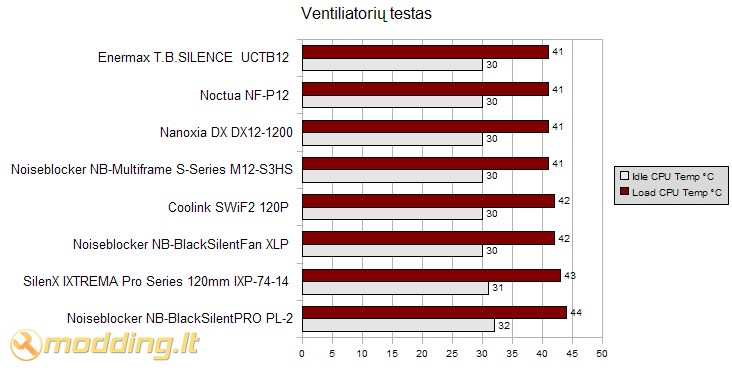 Ventiliatorių testas
Enermax T.B.SILENCE UCTB12
41
30
Noctua NF-P12
41
30
Nanoxia DX DX12-1200
41
30
Noiseblocker NB-Multiframe S-Series M12-S3HS
41
30
Coolink SWiF2 120P
42
30
Noiseblocker NB-BlackSilentFan XLP
42
30
SilenX IXTREMA Pro Series 120mm IXP-74-14
43
31
Noiseblocker NB-BlackSilentPRO PL-2
44
32
0 5 10 15 20 25 30 35 40 45 50
Idle CPU Temp °C
Load CPU Temp °C
modding.lt